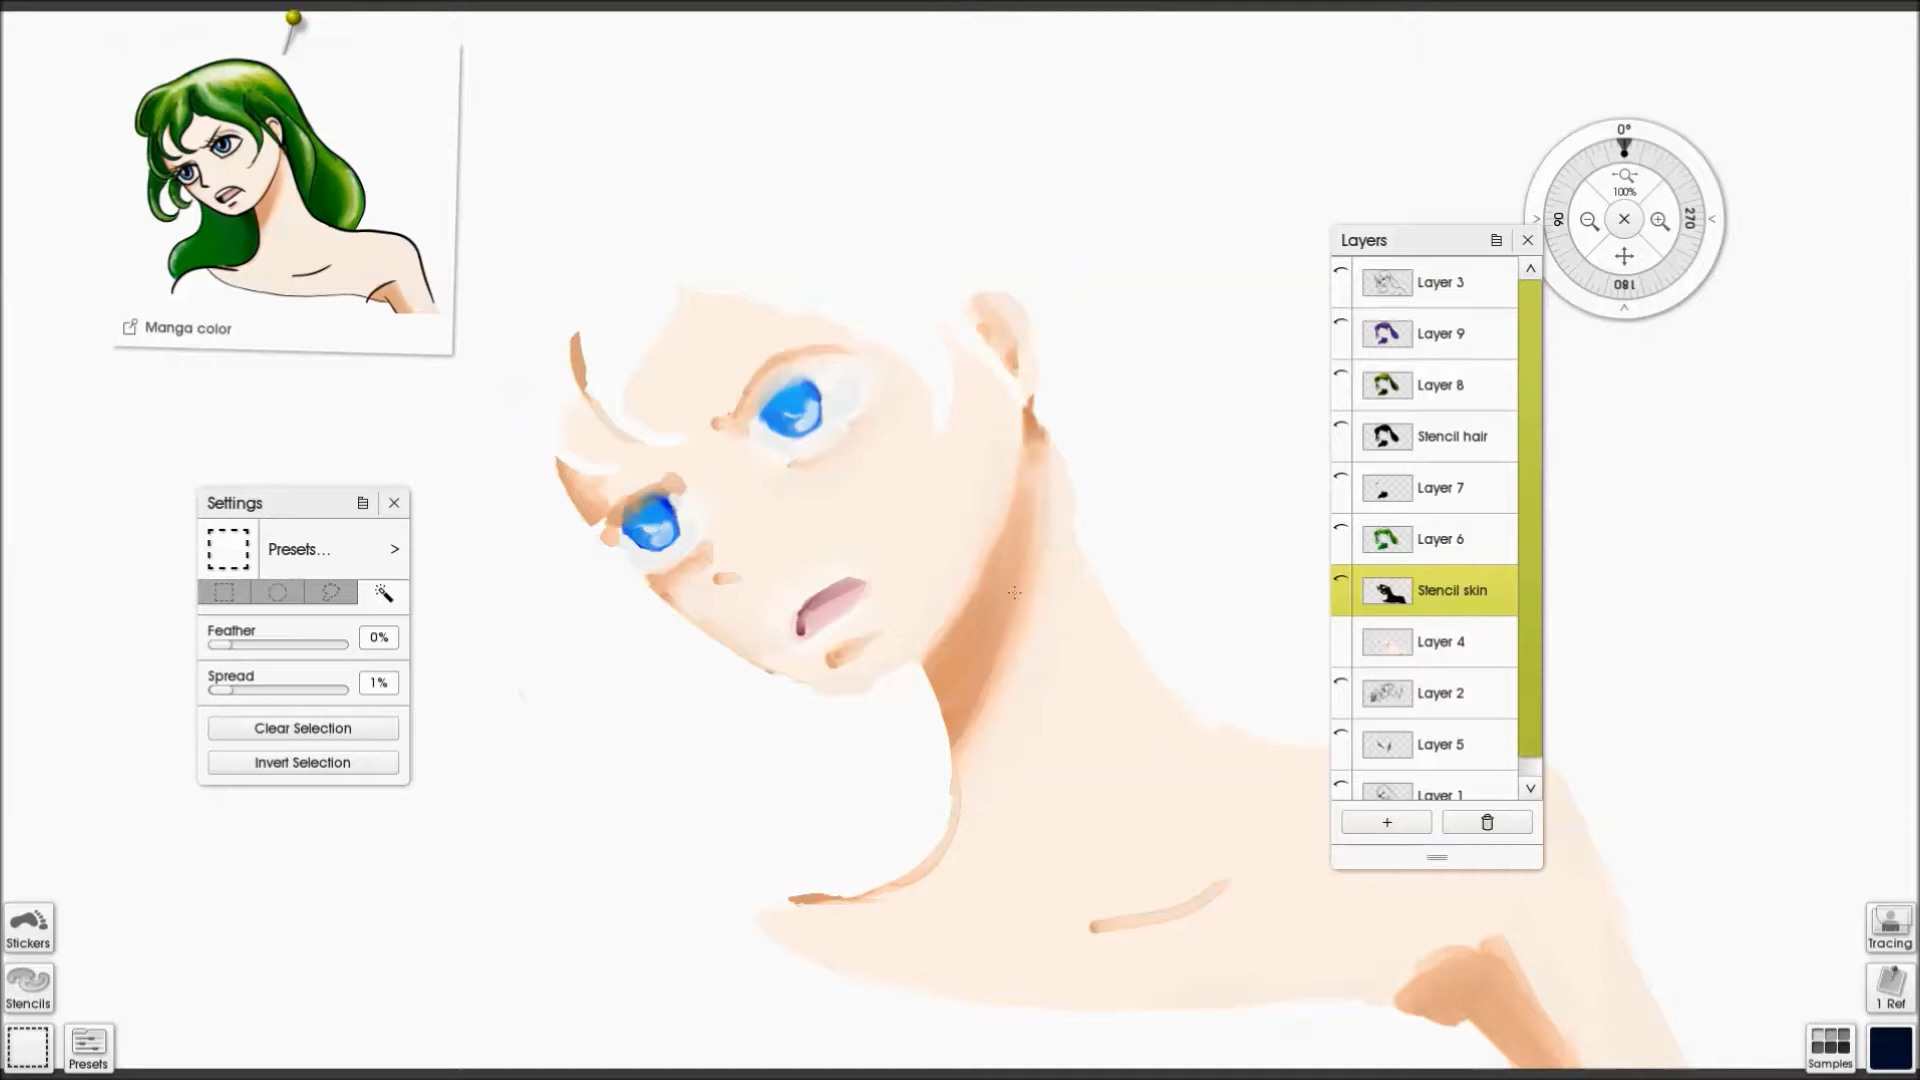 Manga color
0°
100%
90
270
180
Layers
Layer 3
Layer 9
Layer 8
Stencil hair
Layer 7
Layer 6
Stencil skin
Layer 4
Layer 2
Layer 5
Layer 1
+
Settings
Presets... >
Feather
0%
Spread
1%
Clear Selection
Invert Selection
Stickers
Stencils
Presets
Tracing
1 Ref
Samples